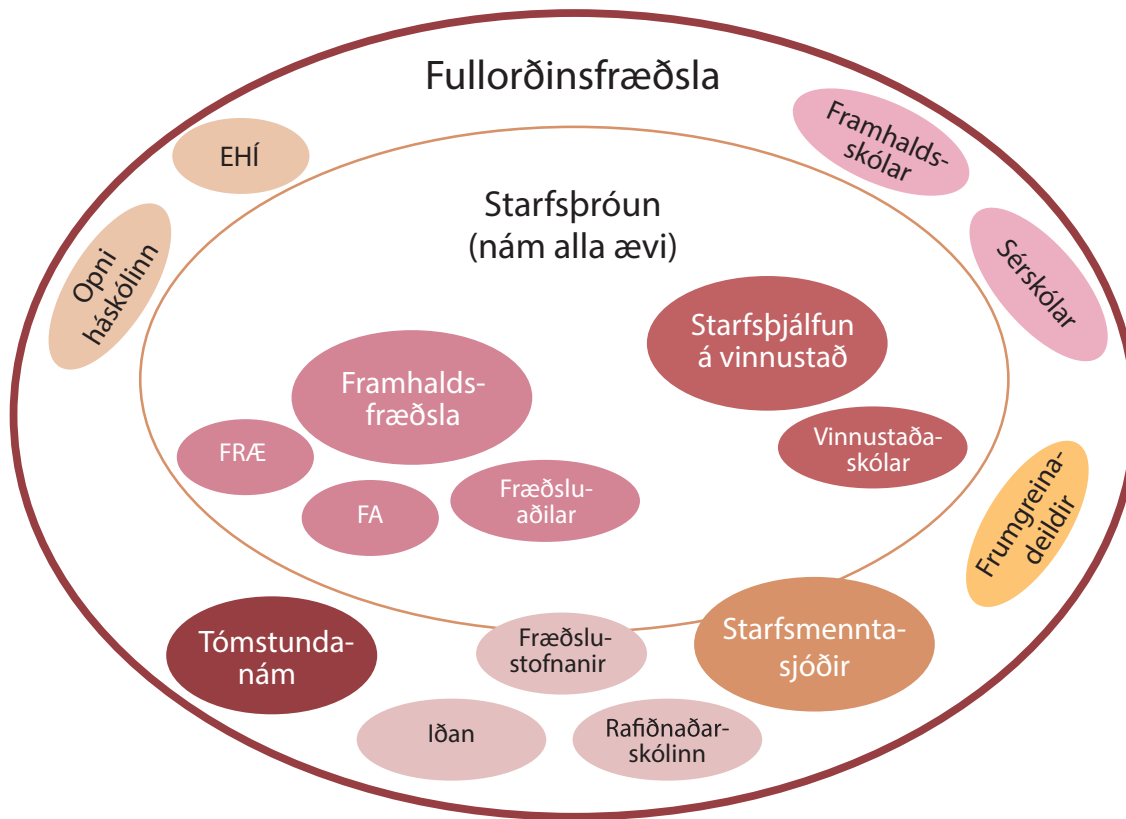 Fullorðinsfræðsla
EHÍ
Framhalds-
skólar
Opni
háskólinn
Starfsþróun
(nám alla ævi)
Sérskólar
Starfsþjálfun
á vinnustað
Framhalds-
fræðsla
Vinnustaða-
skólar
FRÆ
FA
Fræðslu-
aðilar
Frumgreina-
deildir
Tómstunda-
nám
Fræðslu-
stofnanir
Starfsmennta-
sjóðir
Iðan
Rafiðnaðar-
skólinn